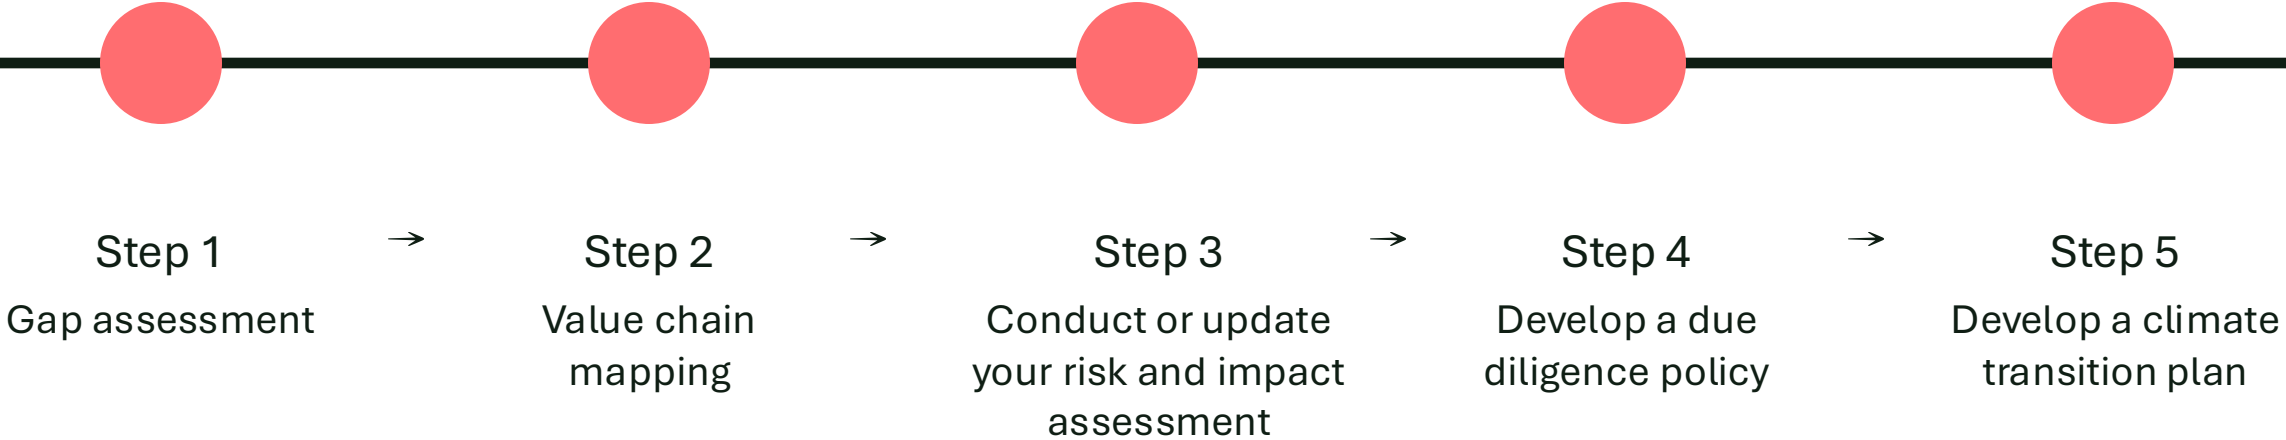 Step 1
Gap assessment
→
Step 2
Value chain
mapping
→
Step 3
Conduct or update
your risk and impact
assessment
→
Step 4
Develop a due
diligence policy
→
Step 5
Develop a climate
transition plan